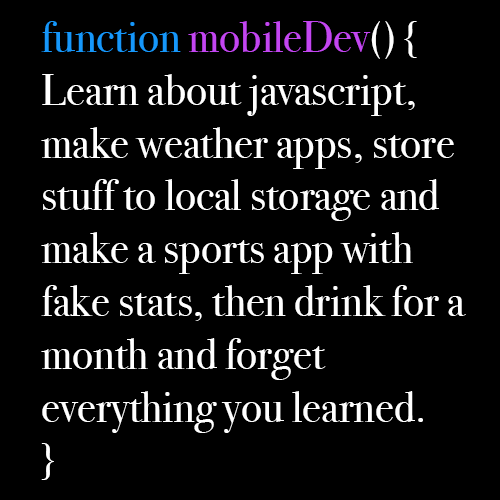 function mobileDev() {
Learn about javascript,
make weather apps, store
stuff to local storage and
make a sports app with
fake stats, then drink for a
month and forget
everything you learned.
}